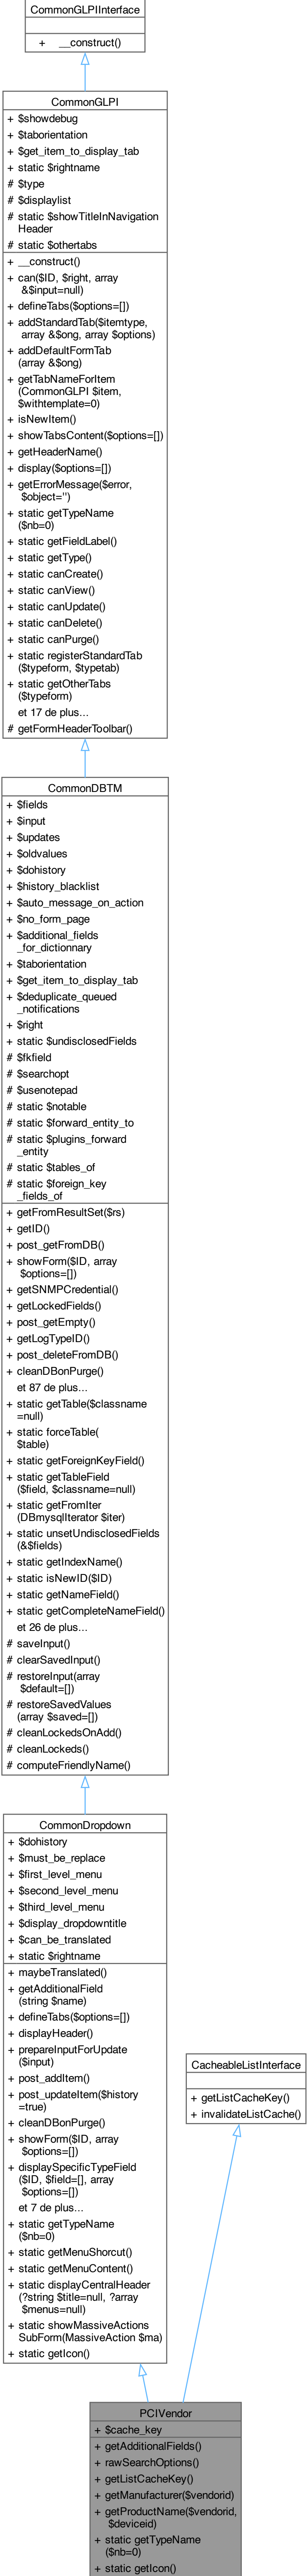 CommonGLPIInterface
+ __construct()
CommonGLPI
+ $showdebug
+ $taborientation
+ $get_item_to_display_tab
+ static $rightname
# $type
# $displaylist
# static $showTitleInNavigation
Header
# static $othertabs
+ __construct()
+ can($ID, $right, array
&$input=null)
+ defineTabs($options=[])
+ addStandardTab($itemtype,
array &$ong, array $options)
+ addDefaultFormTab
(array &$ong)
+ getTabNameForItem
(CommonGLPI $item,
$withtemplate=0)
+ isNewItem()
+ showTabsContent($options=[])
+ getHeaderName()
+ display($options=[])
+ getErrorMessage($error,
$object='')
+ static getTypeName
($nb=0)
+ static getFieldLabel()
+ static getType()
+ static canCreate()
+ static canView()
+ static canUpdate()
+ static canDelete()
+ static canPurge()
+ static registerStandardTab
($typeform, $typetab)
+ static getOtherTabs
($typeform)
et 17 de plus...
# getFormHeaderToolbar()
CommonDBTM
+ $fields
+ $input
+ $updates
+ $oldvalues
+ $dohistory
+ $history_blacklist
+ $auto_message_on_action
+ $no_form_page
+ $additional_fields
_for_dictionnary
+ $taborientation
+ $get_item_to_display_tab
+ $deduplicate_queued
_notifications
+ $right
+ static $undisclosedFields
# $fkfield
# $searchopt
# $usenotepad
# static $notable
# static $forward_entity_to
# static $plugins_forward
_entity
# static $tables_of
# static $foreign_key
_fields_of
+ getFromResultSet($rs)
+ getID()
+ post_getFromDB()
+ showForm($ID, array
$options=[])
+ getSNMPCredential()
+ getLockedFields()
+ post_getEmpty()
+ getLogTypeID()
+ post_deleteFromDB()
+ cleanDBonPurge()
et 87 de plus...
+ static getTable($classname
=null)
+ static forceTable(
$table)
+ static getForeignKeyField()
+ static getTableField
($field, $classname=null)
+ static getFromIter
(DBmysqlIterator $iter)
+ static unsetUndisclosedFields
(&$fields)
+ static getIndexName()
+ static isNewID($ID)
+ static getNameField()
+ static getCompleteNameField()
et 26 de plus...
# saveInput()
# clearSavedInput()
# restoreInput(array
$default=[])
# restoreSavedValues
(array $saved=[])
# cleanLockedsOnAdd()
# cleanLockeds()
# computeFriendlyName()
CommonDropdown
+ $dohistory
+ $must_be_replace
+ $first_level_menu
+ $second_level_menu
+ $third_level_menu
+ $display_dropdowntitle
+ $can_be_translated
+ static $rightname
+ maybeTranslated()
+ getAdditionalField
(string $name)
+ defineTabs($options=[])
+ displayHeader()
+ prepareInputForUpdate
($input)
+ post_addItem()
+ post_updateItem($history
=true)
+ cleanDBonPurge()
+ showForm($ID, array
$options=[])
+ displaySpecificTypeField
($ID, $field=[], array
$options=[])
et 7 de plus...
+ static getTypeName
($nb=0)
+ static getMenuShorcut()
+ static getMenuContent()
+ static displayCentralHeader
(?string $title=null, ?array
$menus=null)
+ static showMassiveActions
SubForm(MassiveAction $ma)
+ static getIcon()
CacheableListInterface
+ getListCacheKey()
+ invalidateListCache()
PCIVendor
+ $cache_key
+ getAdditionalFields()
+ rawSearchOptions()
+ getListCacheKey()
+ getManufacturer($vendorid)
+ getProductName($vendorid,
$deviceid)
+ static getTypeName
($nb=0)
+ static getIcon()